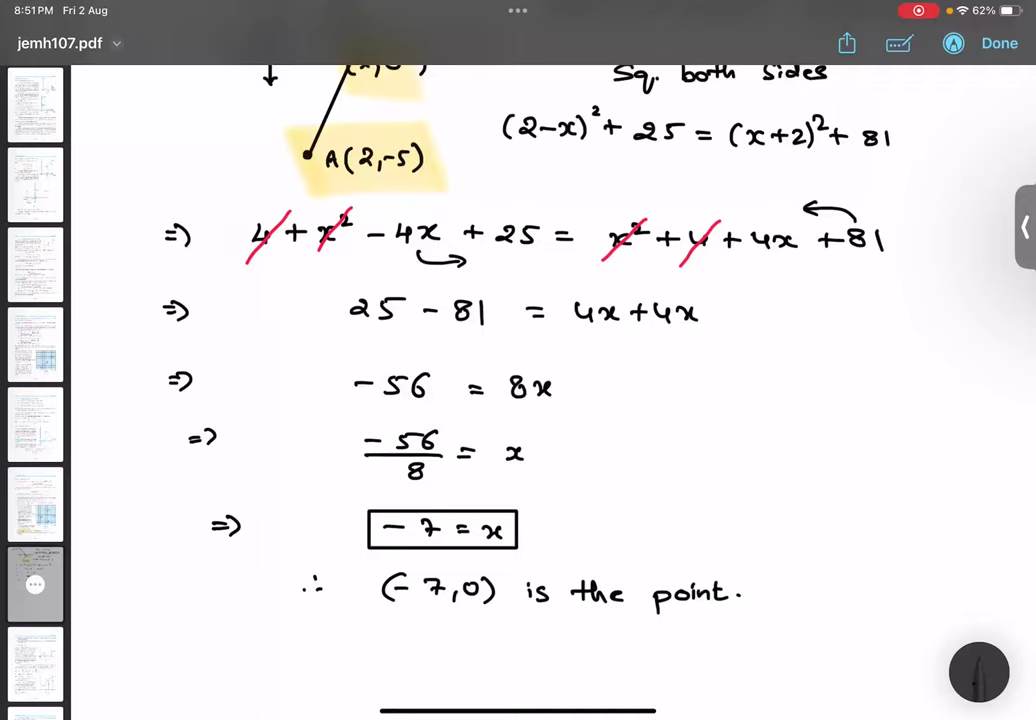 8:51 PM Fri 2 Aug
62%
jemh107.pdf
Done
Sq. both sides
(2-x)² + 25 = (x+2)² + 81
A(2,-5)
=> 4 + x² - 4x + 25 = x² + 4 + 4x + 81
=> 25 - 81 = 4x + 4x
=> -56 = 8x
=> -56/8 = x
=> -7 = x
∴ (-7,0) is the point.